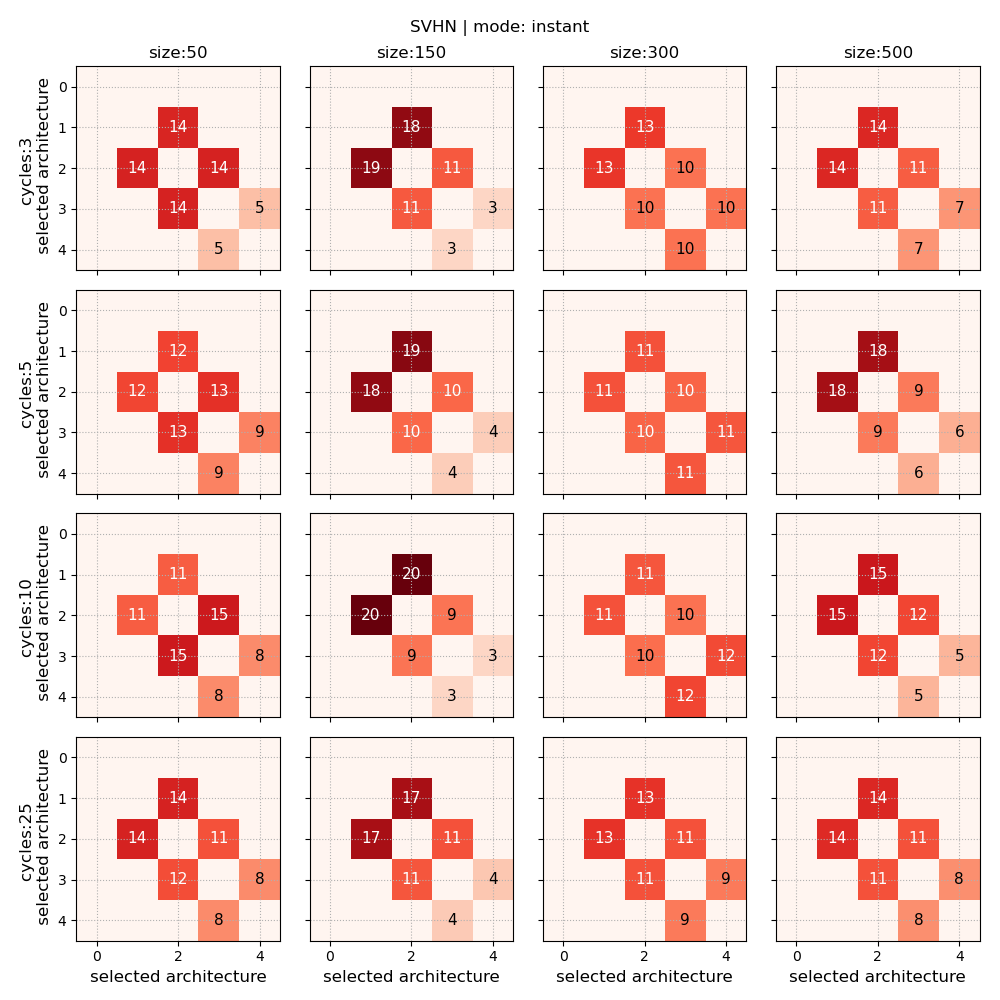 SVHN | mode: instant
size:50 size:150 size:300 size:500
cycles:3
selected architecture
0
1 14 18 13 14
2 14 14 19 11 13 10 14 11
3 14 5 11 3 10 10 11 7
4 5 3 10 7
cycles:5
selected architecture
0
1 12 19 11 18
2 12 13 18 10 11 10 18 9
3 13 9 10 4 10 11 9 6
4 9 4 11 6
cycles:10
selected architecture
0
1 11 20 11 15
2 11 15 20 9 11 10 15 12
3 15 8 9 3 10 12 12 5
4 8 3 12 5
cycles:25
selected architecture
0
1 14 17 13 14
2 14 11 17 11 13 11 14 11
3 12 8 11 4 11 9 11 8
4 8 4 9 8
0 2 4 0 2 4 0 2 4 0 2 4
selected architecture selected architecture selected architecture selected architecture